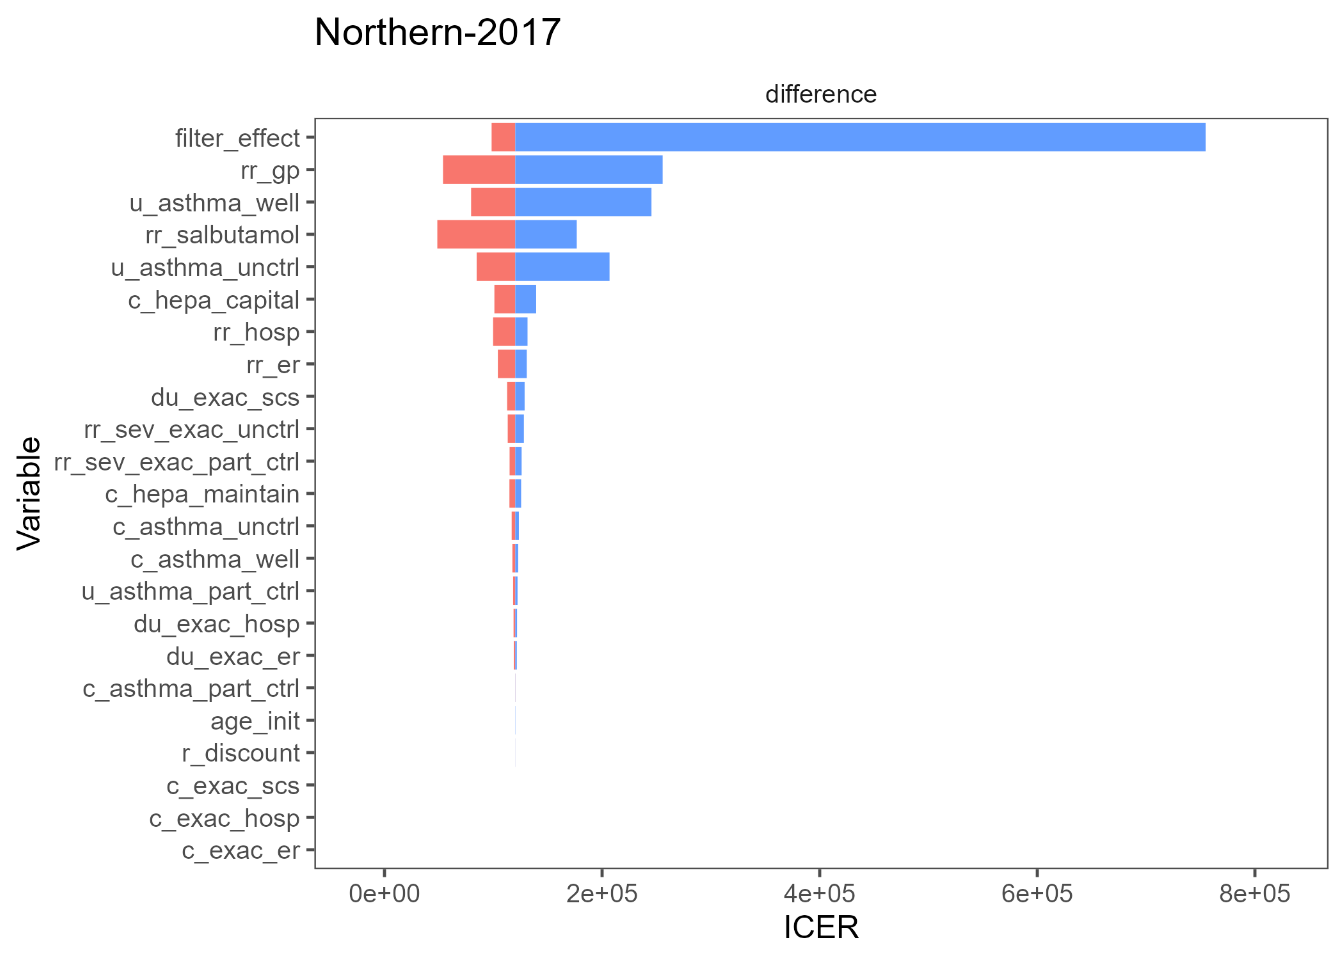 Northern-2017
difference
filter_effect
rr_gp
u_asthma_well
rr_salbutamol
u_asthma_unctrl
c_hepa_capital
rr_hosp
rr_er
du_exac_scs
rr_sev_exac_unctrl
rr_sev_exac_part_ctrl
c_hepa_maintain
c_asthma_unctrl
c_asthma_well
u_asthma_part_ctrl
du_exac_hosp
du_exac_er
c_asthma_part_ctrl
age_init
r_discount
c_exac_scs
c_exac_hosp
c_exac_er
Variable
0e+00 2e+05 4e+05 6e+05 8e+05
ICER